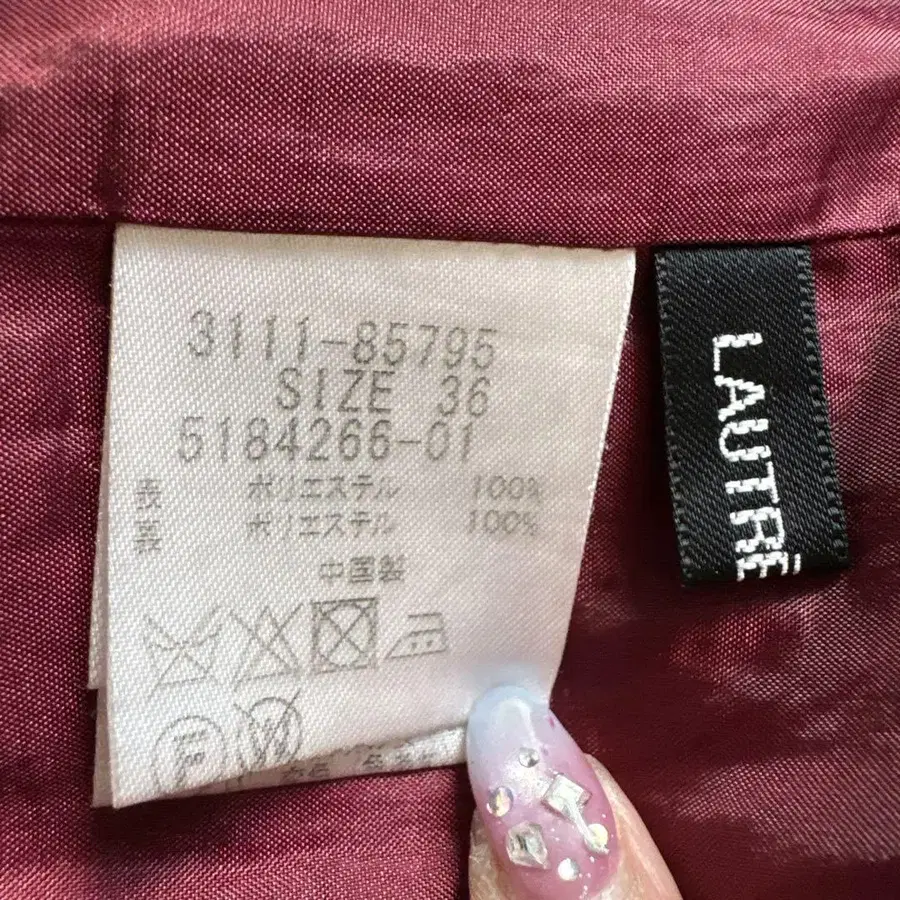 3111-85795
SIZE 36
5184266-01
表 ポリエステル 100%
裏 ポリエステル 100%
中国製
F
W
LAUTRÉ